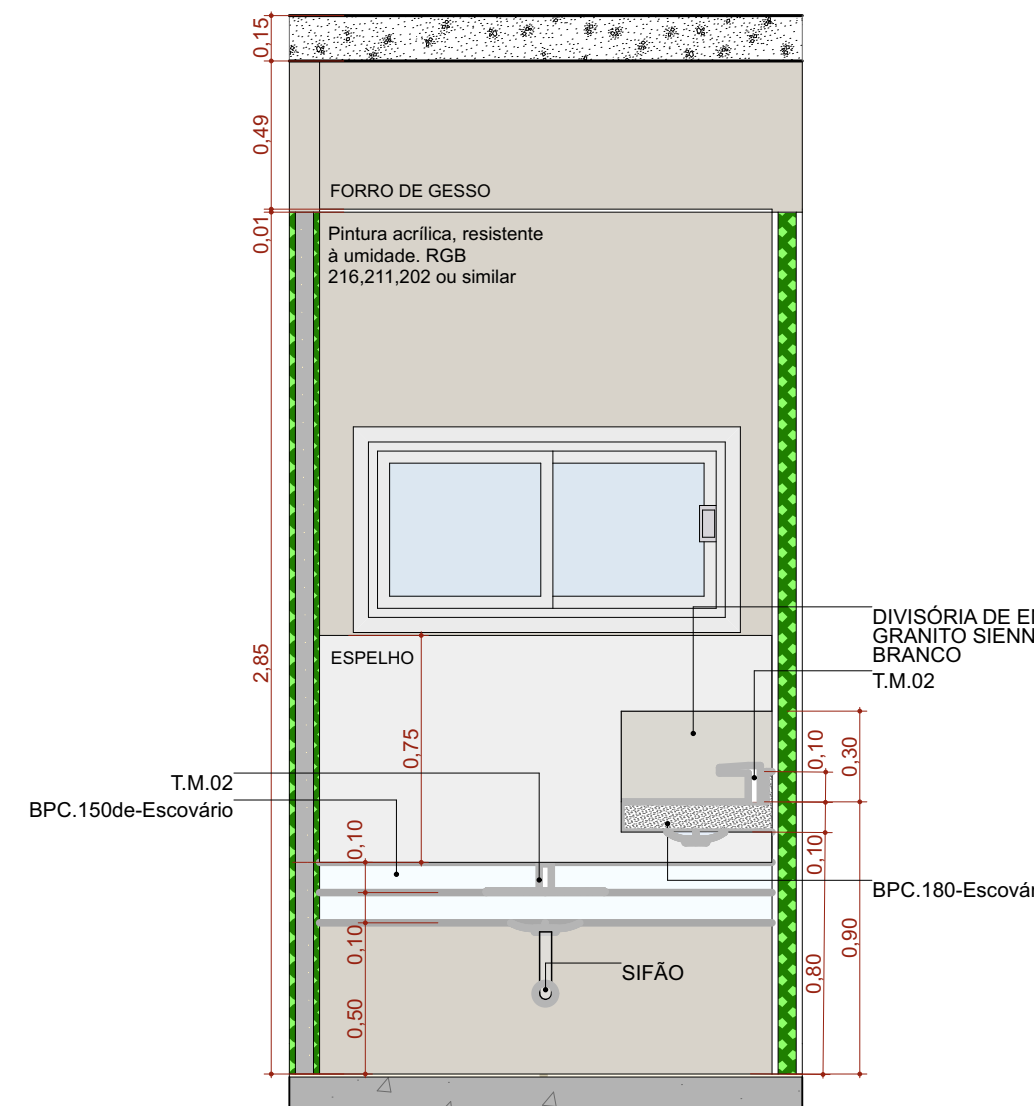 0,15
0,49
FORRO DE GESSO
0,01
Pintura acrílica, resistente
à umidade. RGB
216,211,202 ou similar
2,85
ESPELHO
0,75
DIVISÓRIA DE
GRANITO
BRANCO
T.M.02
0,10
0,30
T.M.02
BPC.150de-Escovário
0,10
0,10
BPC.180-
0,10
0,90
0,80
SIFÃO
0,50